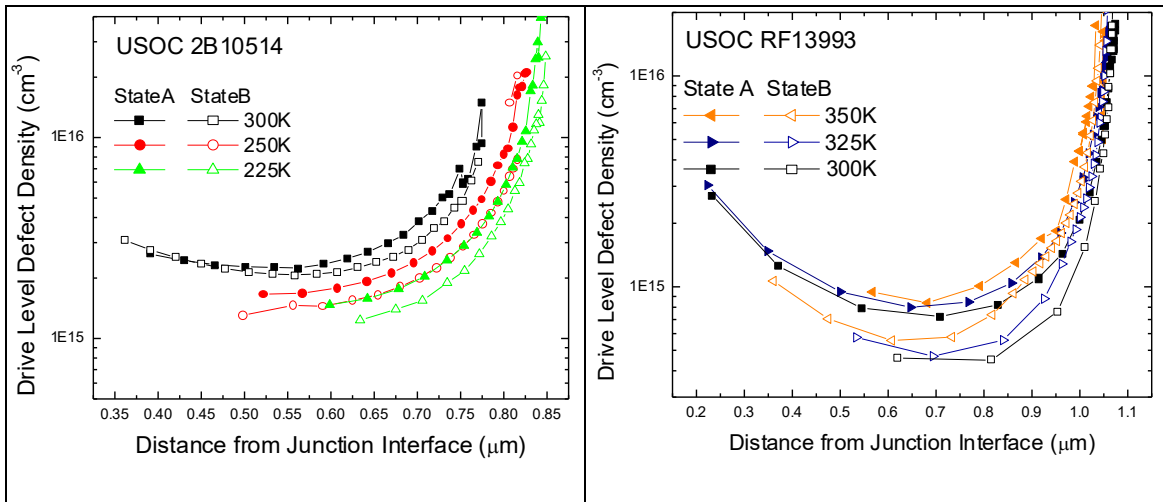 USOC 2B10514
StateA StateB
300K
250K
225K
1E16
1E15
Drive Level Defect Density (cm-3)
0.35 0.40 0.45 0.50 0.55 0.60 0.65 0.70 0.75 0.80 0.85
Distance from Junction Interface (μm)
USOC RF13993
State A StateB
350K
325K
300K
1E16
1E15
Drive Level Defect Density (cm-3)
0.2 0.3 0.4 0.5 0.6 0.7 0.8 0.9 1.0 1.1
Distance from Junction Interface (μm)